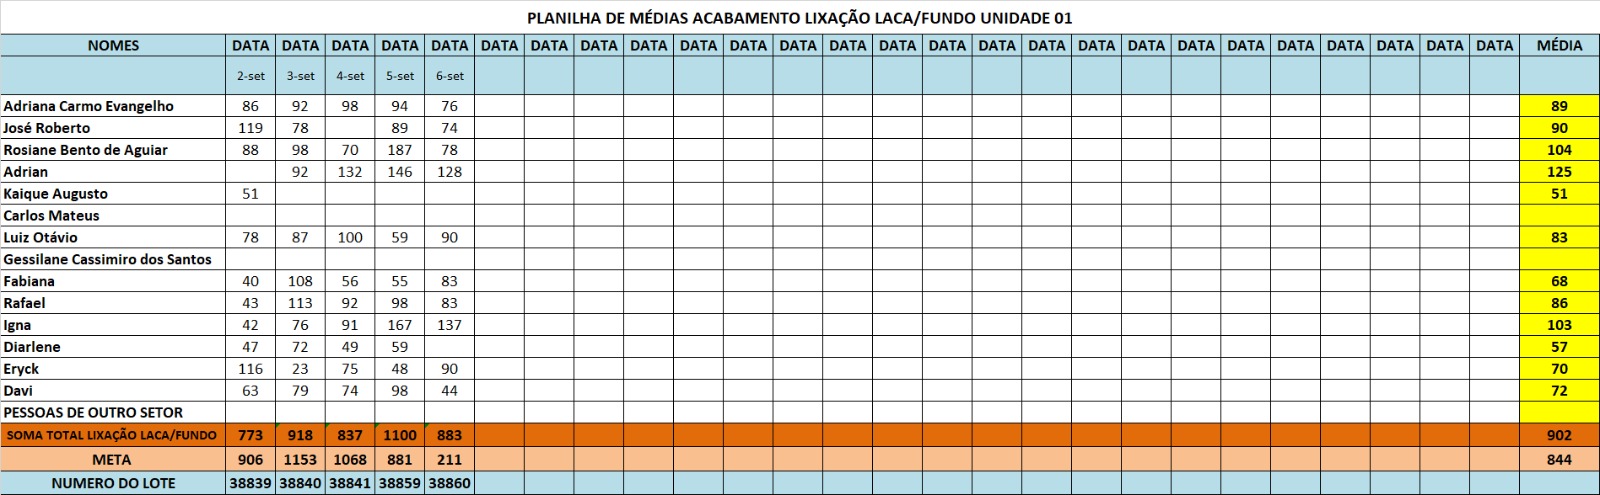 PLANILHA DE MÉDIAS ACABAMENTO LIXAÇÃO LACA/FUNDO UNIDADE 01
NOMES DATA DATA DATA DATA DATA DATA DATA DATA DATA DATA DATA DATA DATA DATA DATA DATA DATA DATA DATA DATA DATA DATA DATA DATA DATA DATA MÉDIA
2-set 3-set 4-set 5-set 6-set
Adriana Carmo Evangelho 86 92 98 94 76 89
José Roberto 119 78 89 74 90
Rosiane Bento de Aguiar 88 98 70 187 78 104
Adrian 92 132 146 128 125
Kaique Augusto 51 51
Carlos Mateus
Luiz Otávio 78 87 100 59 90 83
Gessilane Cassimiro dos Santos
Fabiana 40 108 56 55 83 68
Rafael 43 113 92 98 83 86
Igna 42 76 91 167 137 103
Diarlene 47 72 49 59 57
Eryck 116 23 75 48 90 70
Davi 63 79 74 98 44 72
PESSOAS DE OUTRO SETOR
SOMA TOTAL LIXAÇÃO LACA/FUNDO 773 918 837 1100 883 902
META 906 1153 1068 881 211 844
NUMERO DO LOTE 38839 38840 38841 38859 38860